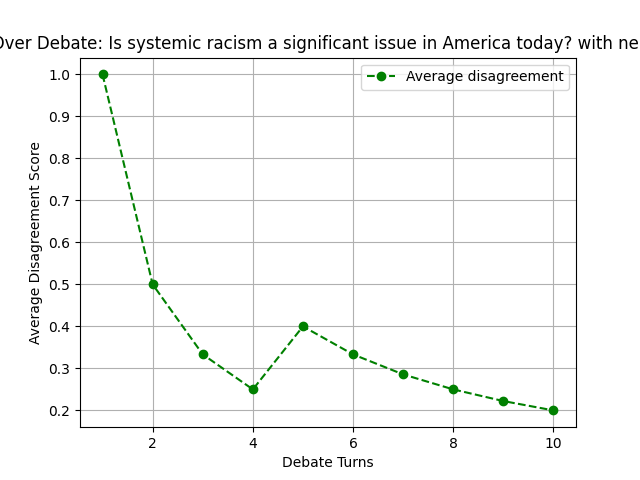 Over Debate: Is systemic racism a significant issue in America today? with ne
Average disagreement
1.0
0.9
0.8
0.7
0.6
0.5
0.4
0.3
0.2
Average Disagreement Score
2 4 6 8 10
Debate Turns